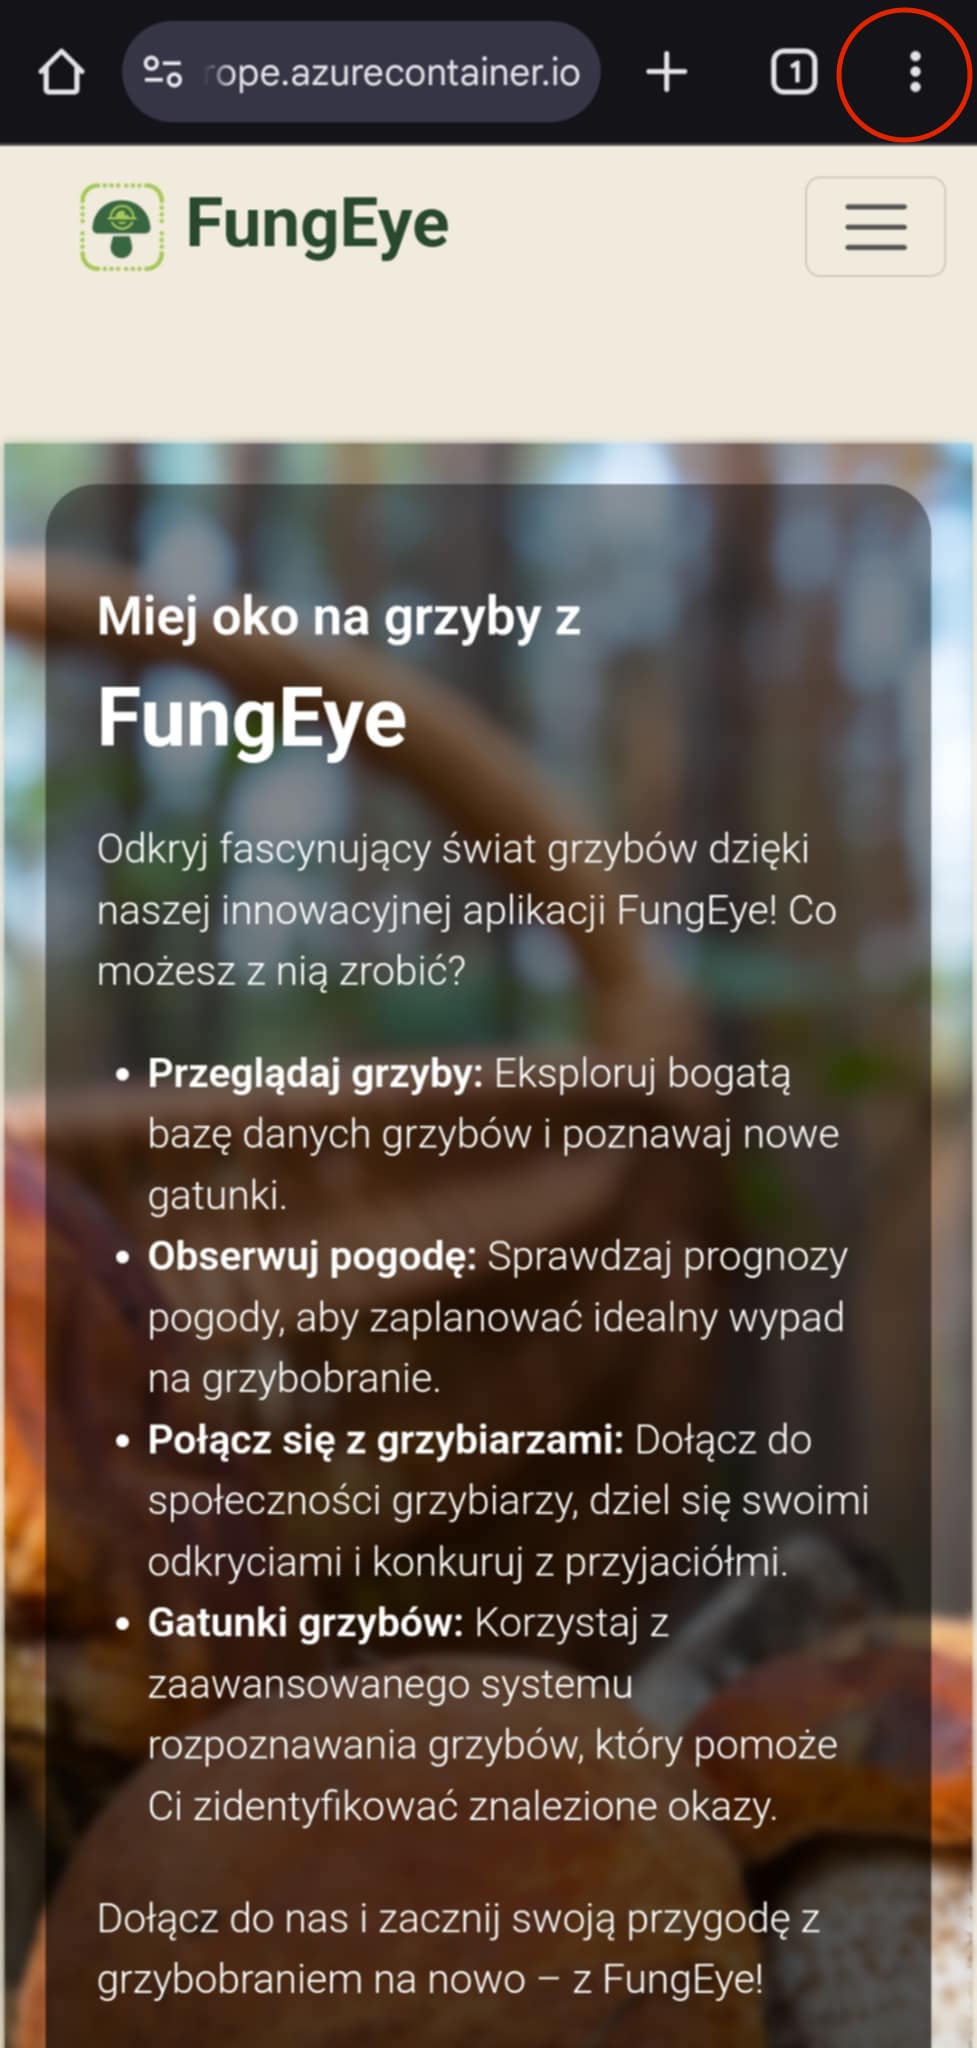 rope.azurecontainer.io
1
FungEye
Miej oko na grzyby z
FungEye
Odkryj fascynujący świat grzybów dzięki
naszej innowacyjnej aplikacji FungEye! Co
możesz z nią zrobić?
• Przeglądaj grzyby: Eksploruj bogatą
bazę danych grzybów i poznawaj nowe
gatunki.
• Obserwuj pogodę: Sprawdzaj prognozy
pogody, aby zaplanować idealny wypad
na grzybobranie.
• Połącz się z grzybiarzami: Dołącz do
społeczności grzybiarzy, dziel się swoimi
odkryciami i konkuruj z przyjaciółmi.
• Gatunki grzybów: Korzystaj z
zaawansowanego systemu
rozpoznawania grzybów, który pomoże
Ci zidentyfikować znalezione okazy.
Dołącz do nas i zacznij swoją przygodę z
grzybobraniem na nowo – z FungEye!